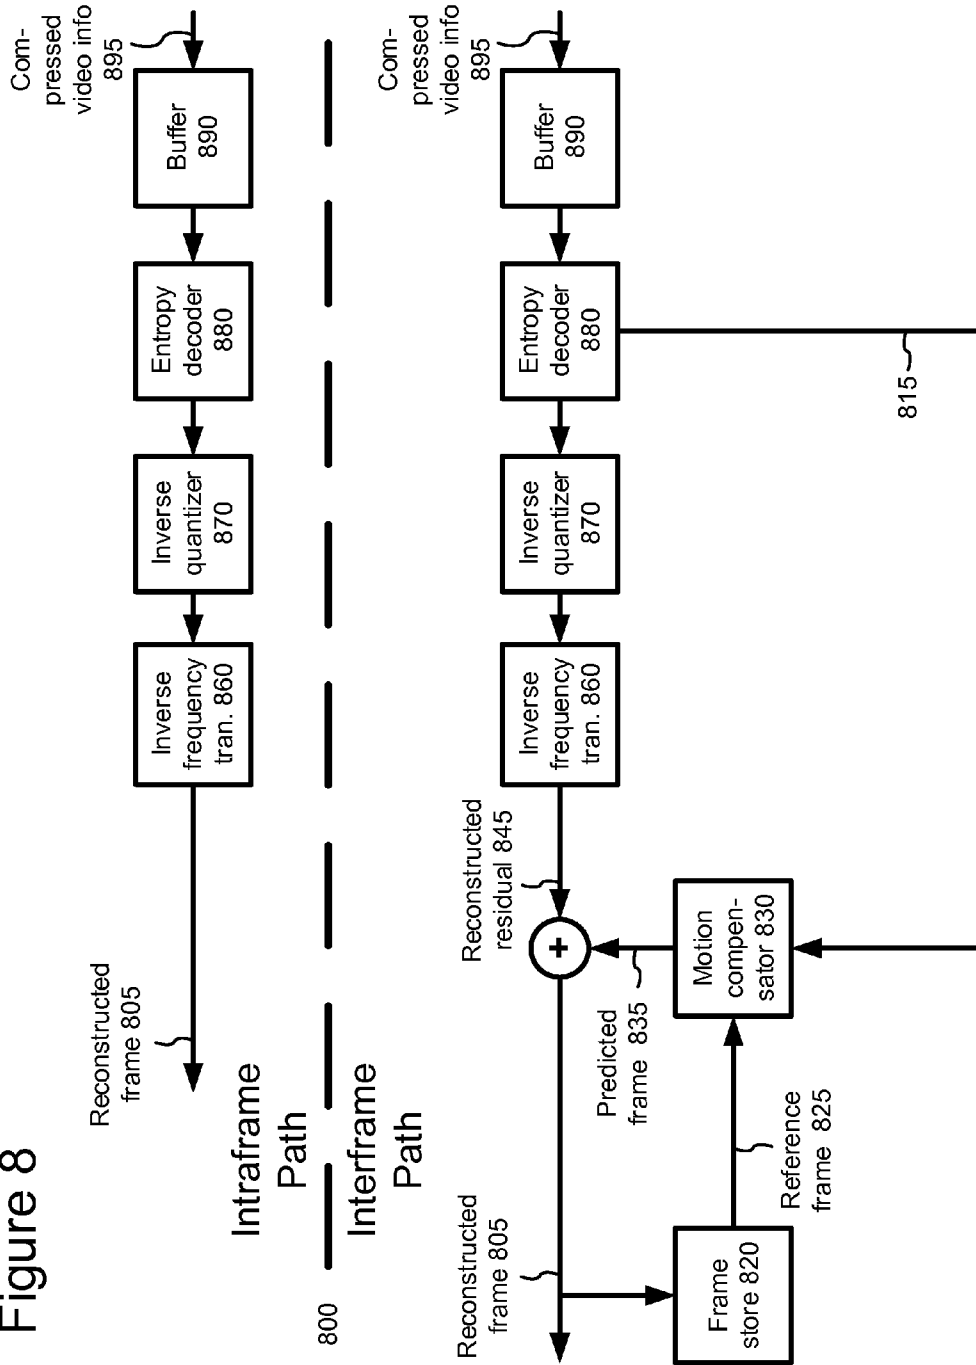 Figure 8
Com-
pressed
video info
895
Buffer
890
Entropy
decoder
880
Inverse
quantizer
870
Inverse
frequency
tran. 860
Reconstructed
frame 805
Intraframe
Path
800
Interframe
Path
Com-
pressed
video info
895
Buffer
890
Entropy
decoder
880
815
Inverse
quantizer
870
Inverse
frequency
tran. 860
Reconstructed
residual 845
+
Motion
compen-
sator 830
Predicted
frame 835
Reference
frame 825
Reconstructed
frame 805
Frame
store 820